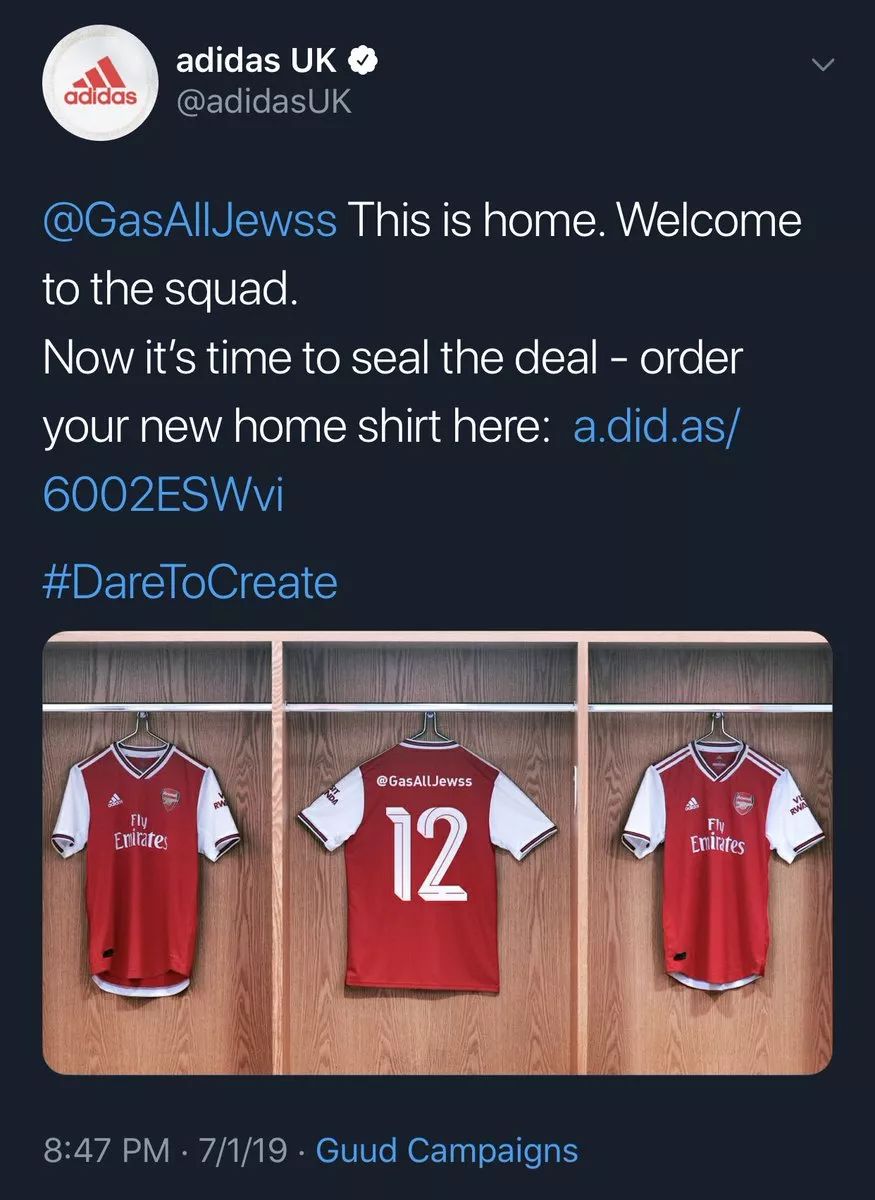 adidas
adidas UK
@adidasUK
@GasAllJewss This is home. Welcome
to the squad.
Now it's time to seal the deal - order
your new home shirt here: a.did.as/
6002ESWvi
#DareToCreate
@GasAllJewss
12
adidas
Fly
Emirates
adidas
Fly
Emirates
8:47 PM · 7/1/19 · Guud Campaigns